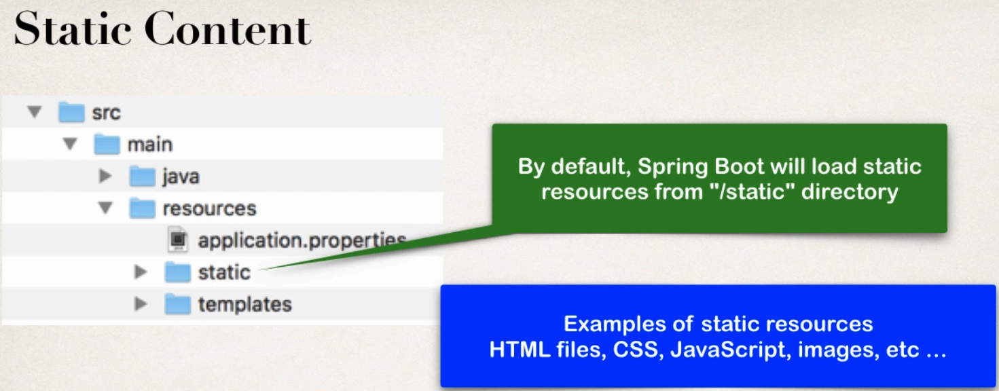 Static Content
src
main
java
resources
application.properties
static
templates
By default, Spring Boot will load static
resources from "/static" directory
Examples of static resources
HTML files, CSS, JavaScript, images, etc ...